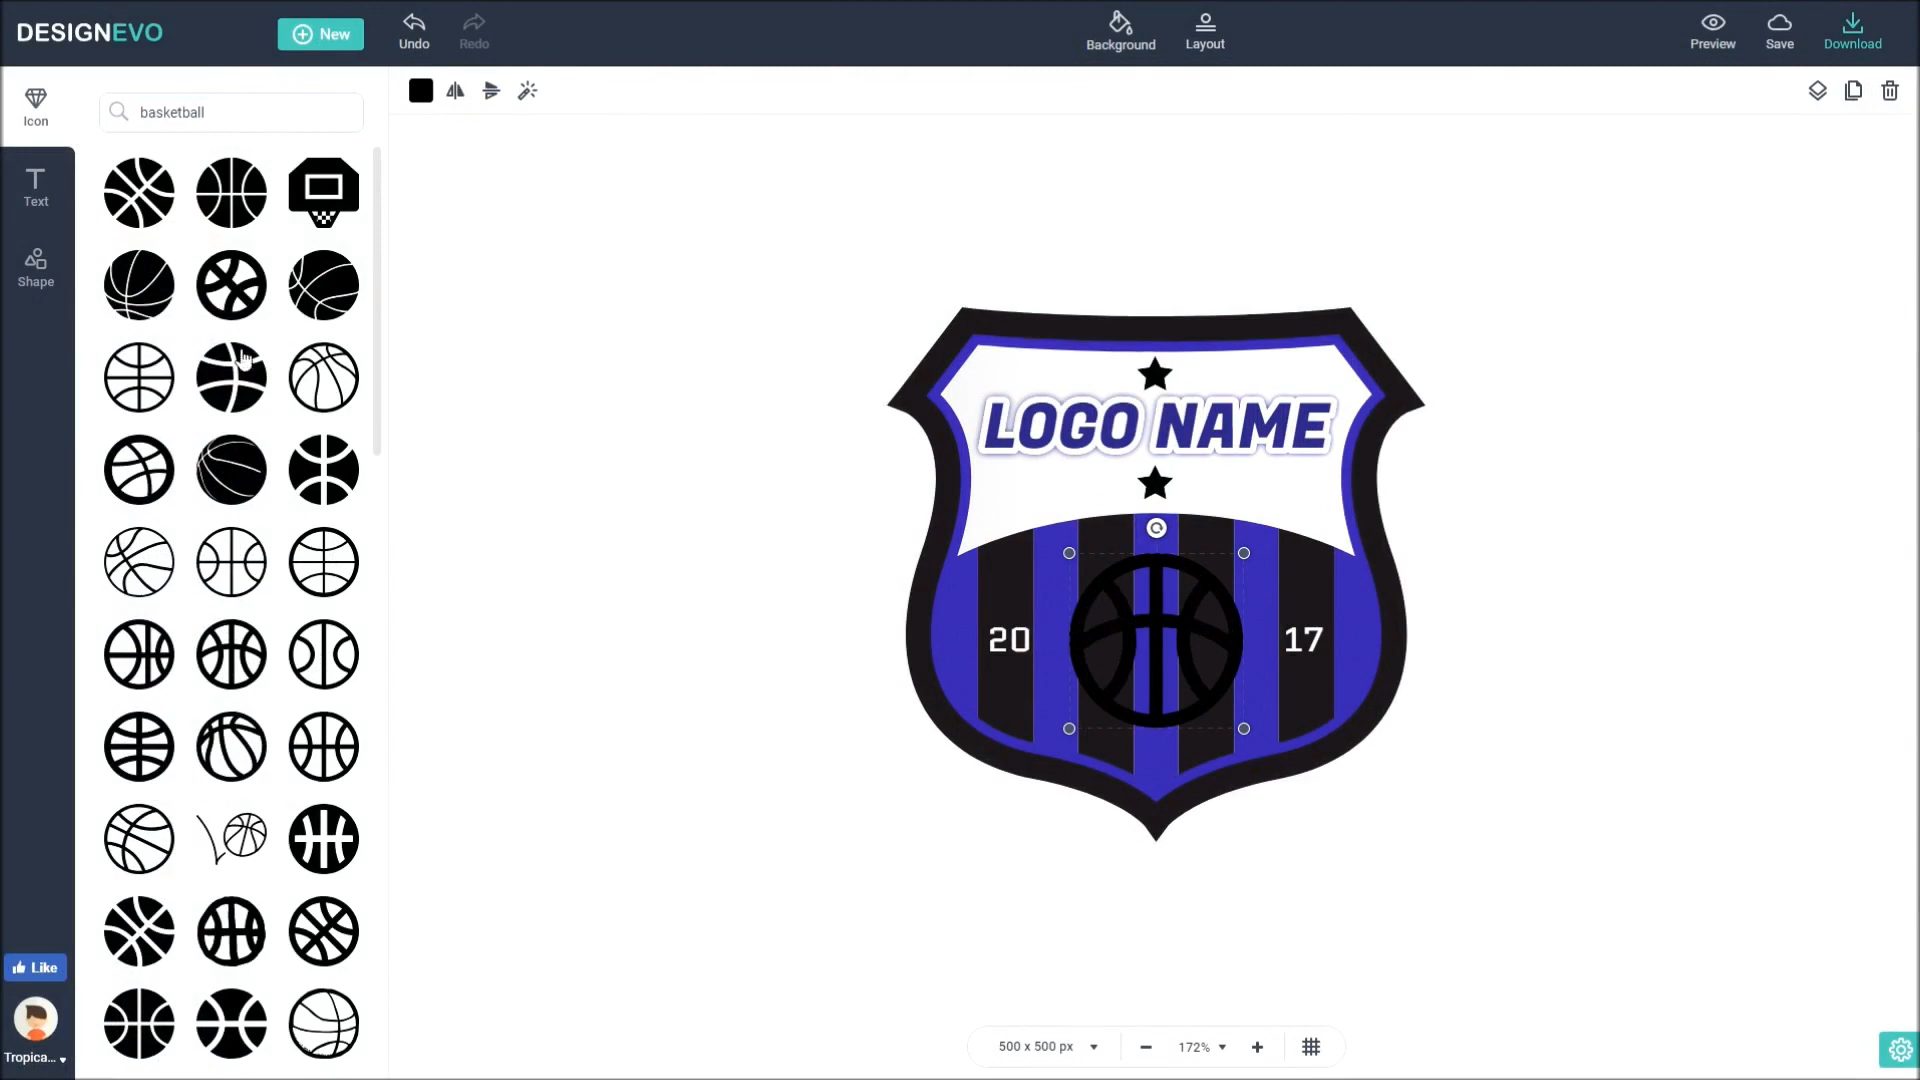 DESIGNEVO
New
Undo
Redo
Background
Layout
Preview
Save
Download
Icon
Text
Shape
basketball
LOGO NAME
20
17
Like
Tropica...
500 x 500 px
172%